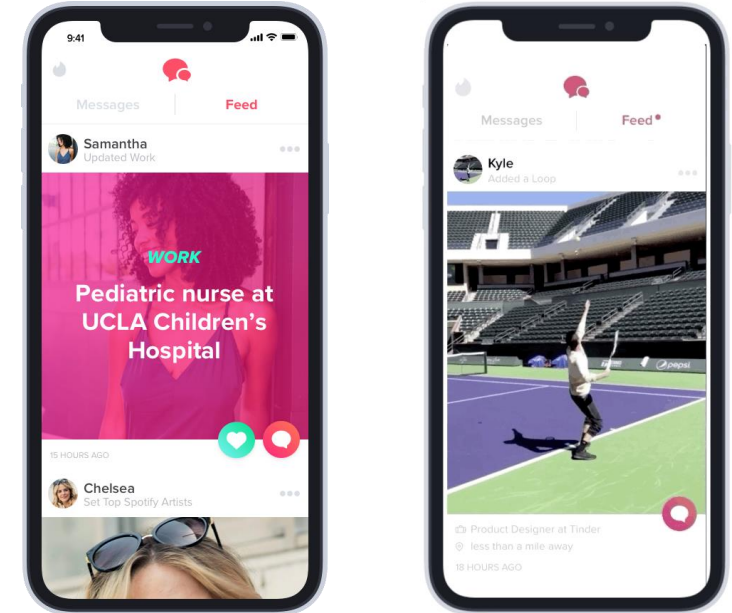 9:41
Messages
Feed
Samantha
Updated Work
WORK
Pediatric nurse at
UCLA Children’s
Hospital
15 HOURS AGO
Chelsea
Set Top Spotify Artists
Messages
Feed
Kyle
Added a Loop
pepsi
Product Designer at Tinder
less than a mile away
18 HOURS AGO